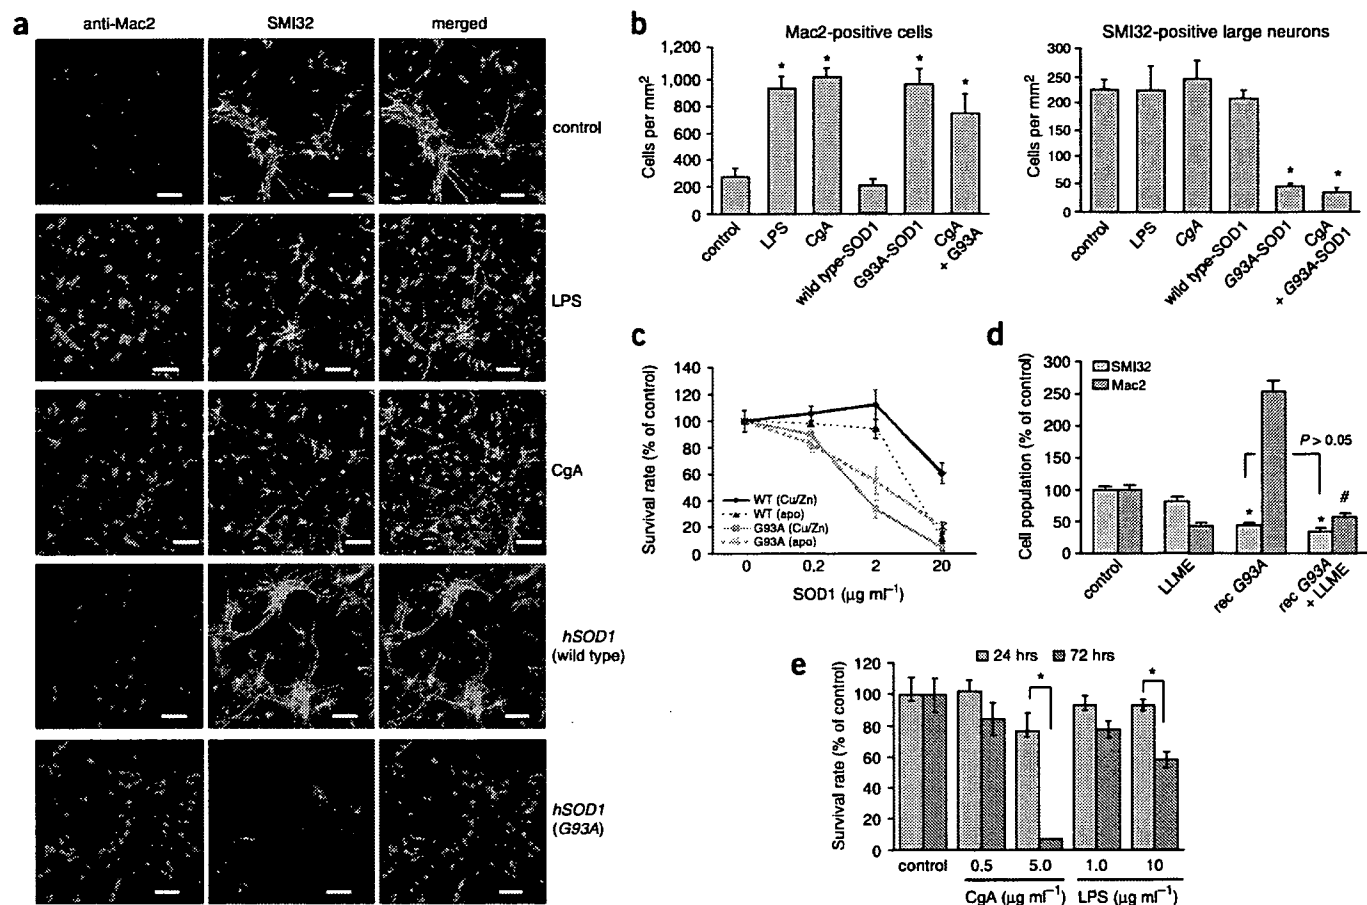 a
anti-Mac2 SMI32 merged
control
LPS
CgA
hSOD1
(wild type)
hSOD1
(G93A)
b
Mac2-positive cells
Cells per mm2
1,200
1,000
800
600
400
200
0
* * * *
control LPS CgA wild type-SOD1 G93A-SOD1 CgA
× G93A
SMI32-positive large neurons
Cells per mm2
300
250
200
150
100
50
0
* *
control LPS CgA wild type-SOD1 G93A-SOD1 CgA
+ G93A-SOD1
c
Survival rate (% of control)
140
120
100
80
60
40
20
0
WT (Cu/Zn)
WT (apo)
G93A (Cu/Zn)
G93A (apo)
0 0.2 2 20
SOD1 (µg ml−1)
d
Cell population (% of control)
300
250
200
150
100
50
0
SMI32
Mac2
P > 0.05
* * #
control LLME rec G93A rec G93A
+ LLME
e
24 hrs 72 hrs
Survival rate (% of control)
120
100
80
60
40
20
0
* *
control 0.5 5.0 1.0 10
CgA (µg ml−1) LPS (µg ml−1)